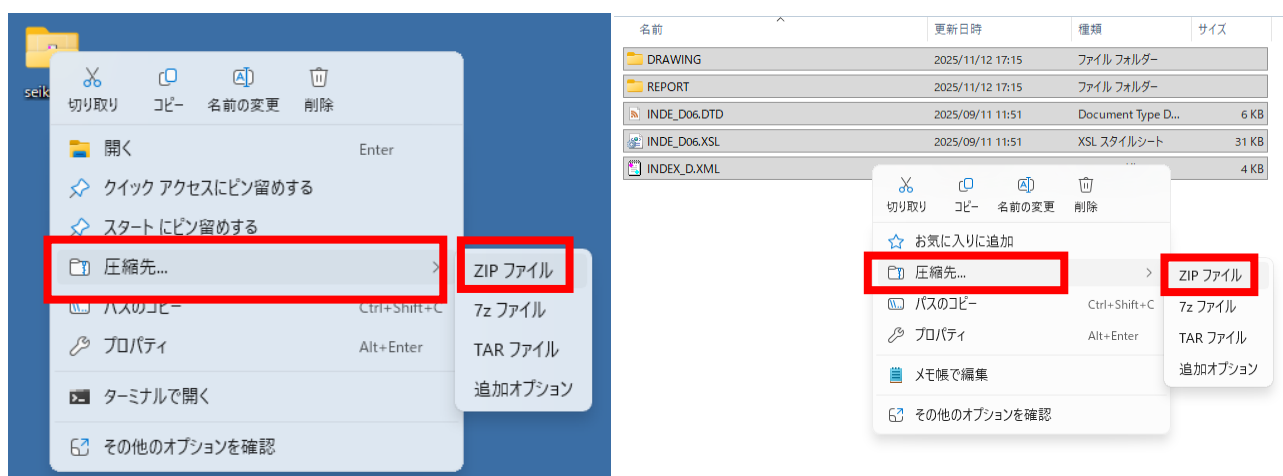 seik
切り取り コピー 名前の変更 削除
開く Enter
クイック アクセスにピン留めする
スタート にピン留めする
圧縮先...
パスのコピー Ctrl+Shift+C
プロパティ Alt+Enter
ターミナルで開く
その他のオプションを確認
ZIP ファイル
7z ファイル
TAR ファイル
追加オプション
名前 更新日時 種類 サイズ
DRAWING 2025/11/12 17:15 ファイル フォルダー
REPORT 2025/11/12 17:15 ファイル フォルダー
INDE_D06.DTD 2025/09/11 11:51 Document Type D... 6 KB
INDE_D06.XSL 2025/09/11 11:51 XSL スタイルシート 31 KB
INDEX_D.XML 4 KB
切り取り コピー 名前の変更 削除
お気に入りに追加
圧縮先...
パスのコピー Ctrl+Shift+C
プロパティ Alt+Enter
メモ帳で編集
その他のオプションを確認
ZIP ファイル
7z ファイル
TAR ファイル
追加オプション